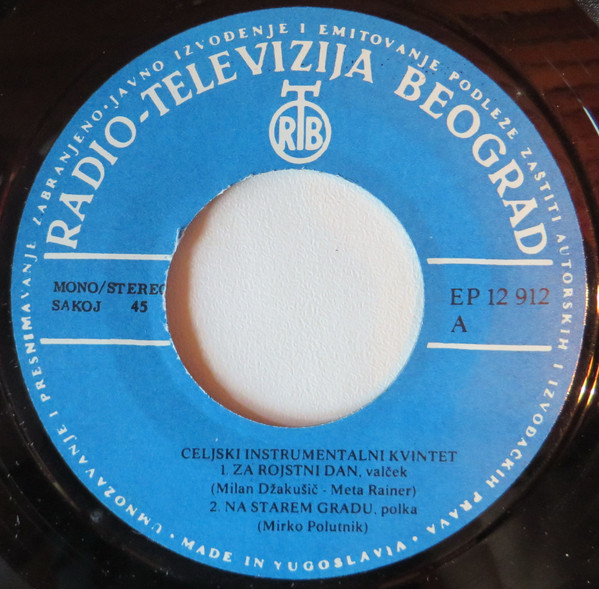 UMNOŽAVANJE I PRESNIMAVANJE ZABRANJENO · JAVNO IZVOĐENJE I EMITOVANJE PODLEŽE ZAŠTITI AUTORSKIH I IZVOĐAČKIH PRAVA ·
RADIO-TELEVIZIJA BEOGRAD
RTB
MONO/STEREO
SAKOJ 45
EP 12 912
A
CELJSKI INSTRUMENTALNI KVINTET
1. ZA ROJSTNI DAN, valček
(Milan Džakušič - Meta Rainer)
2. NA STAREM GRADU, polka
(Mirko Polutnik)
MADE IN YUGOSLAVIA ·